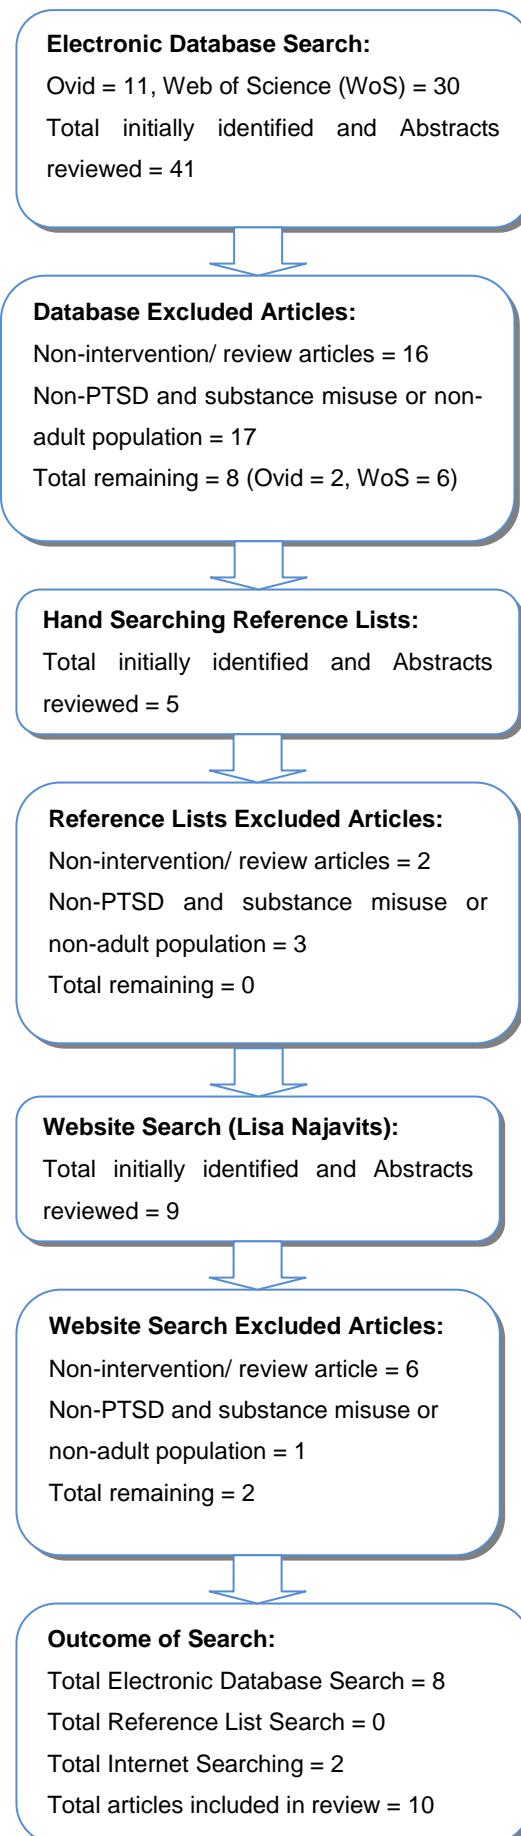 Electronic Database Search:
Ovid = 11, Web of Science (WoS) = 30
Total initially identified and Abstracts
reviewed = 41
Database Excluded Articles:
Non-intervention/ review articles = 16
Non-PTSD and substance misuse or non-
adult population = 17
Total remaining = 8 (Ovid = 2, WoS = 6)
Hand Searching Reference Lists:
Total initially identified and Abstracts
reviewed = 5
Reference Lists Excluded Articles:
Non-intervention/ review articles = 2
Non-PTSD and substance misuse or
non-adult population = 3
Total remaining = 0
Website Search (Lisa Najavits):
Total initially identified and Abstracts
reviewed = 9
Website Search Excluded Articles:
Non-intervention/ review article = 6
Non-PTSD and substance misuse or
non-adult population = 1
Total remaining = 2
Outcome of Search:
Total Electronic Database Search = 8
Total Reference List Search = 0
Total Internet Searching = 2
Total articles included in review = 10